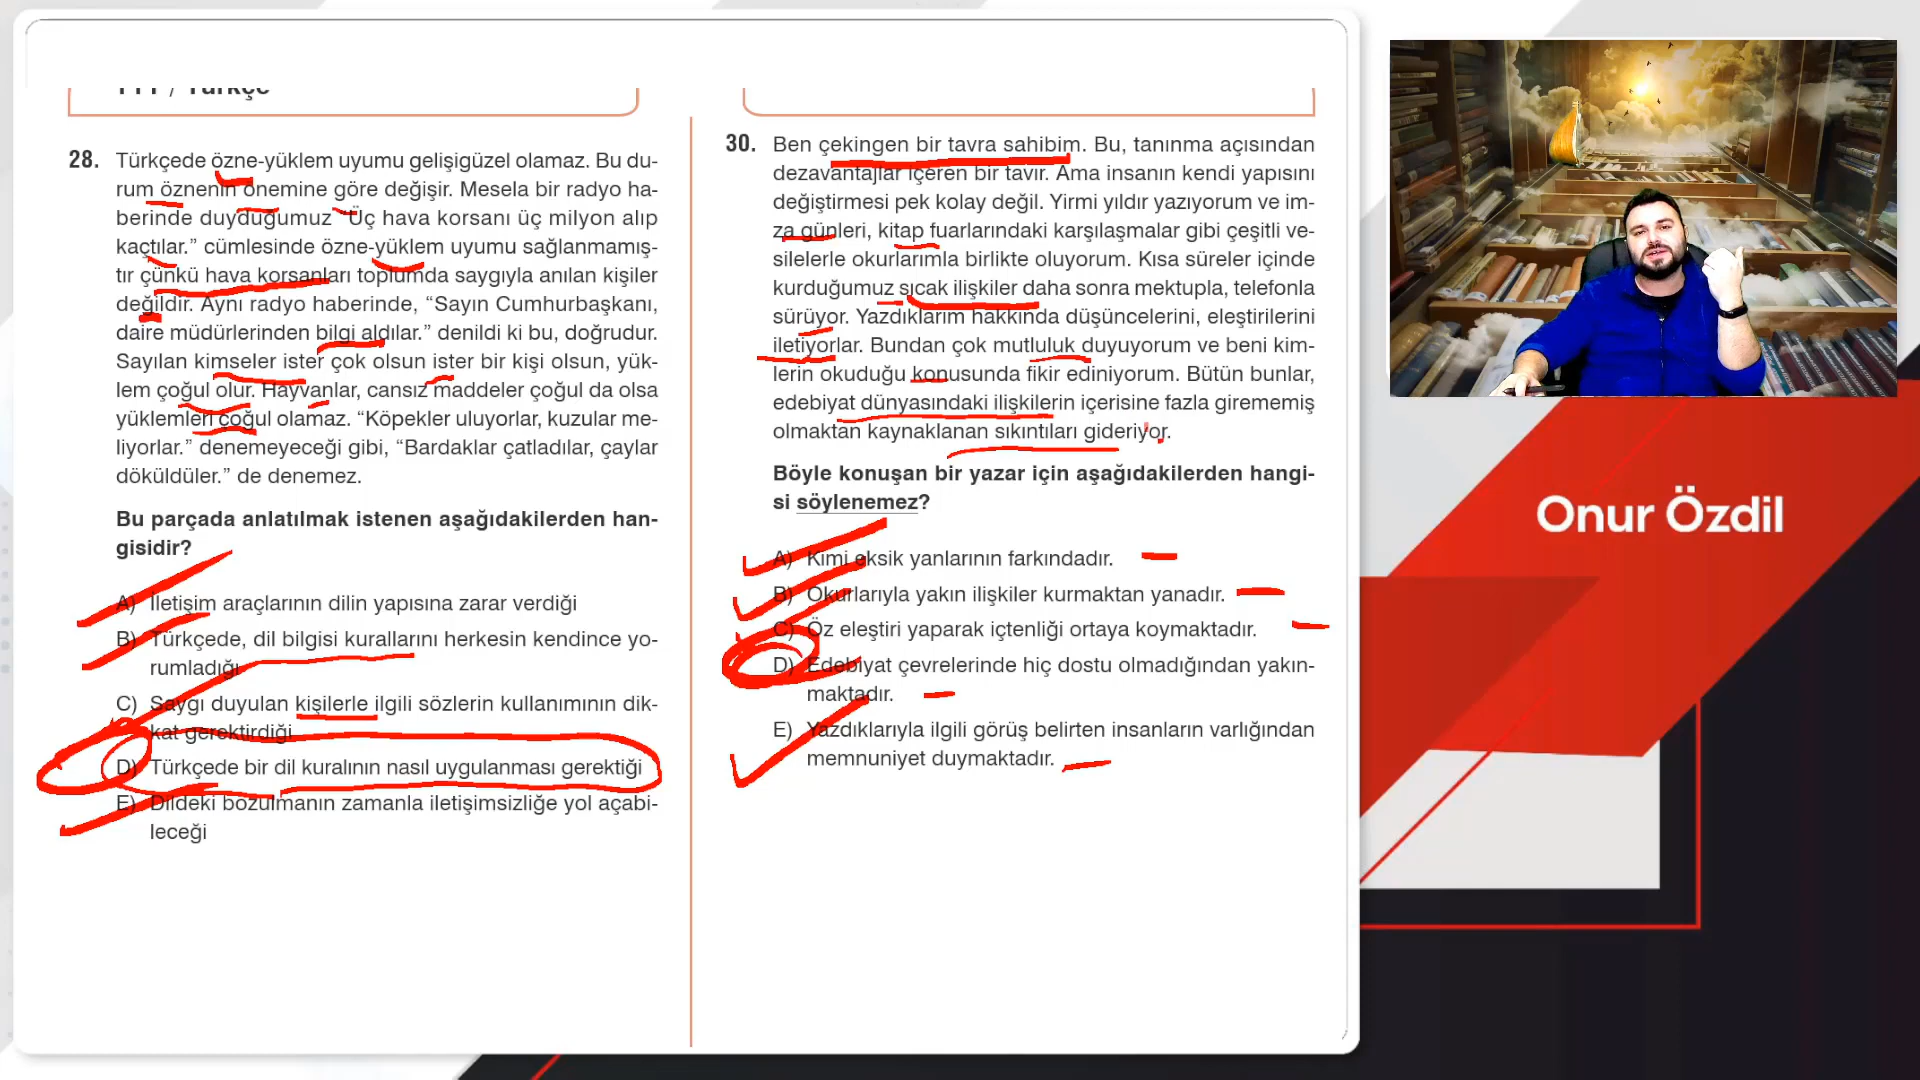 TYT / Türkçe
28. Türkçede özne-yüklem uyumu gelişigüzel olamaz. Bu du-
rum öznenin önemine göre değişir. Mesela bir radyo ha-
berinde duyduğumuz “Üç hava korsanı üç milyon alıp
kaçtılar.” cümlesinde özne-yüklem uyumu sağlanmamış-
tır çünkü hava korsanları toplumda saygıyla anılan kişiler
değildir. Aynı radyo haberinde, “Sayın Cumhurbaşkanı,
daire müdürlerinden bilgi aldılar.” denildi ki bu, doğrudur.
Sayılan kimseler ister çok olsun ister bir kişi olsun, yük-
lem çoğul olur. Hayvanlar, cansız maddeler çoğul da olsa
yüklemleri çoğul olamaz. “Köpekler uluyorlar, kuzular me-
liyorlar.” denemeyeceği gibi, “Bardaklar çatladılar, çaylar
döküldüler.” de denemez.
Bu parçada anlatılmak istenen aşağıdakilerden han-
gisidir?
A) İletişim araçlarının dilin yapısına zarar verdiği
B) Türkçede, dil bilgisi kurallarını herkesin kendince yo-
rumladığı
C) Saygı duyulan kişilerle ilgili sözlerin kullanımının dik-
kat gerektirdiği
D) Türkçede bir dil kuralının nasıl uygulanması gerektiği
E) Dildeki bozulmanın zamanla iletişimsizliğe yol açabi-
leceği
30. Ben çekingen bir tavra sahibim. Bu, tanınma açısından
dezavantajlar içeren bir tavır. Ama insanın kendi yapısını
değiştirmesi pek kolay değil. Yirmi yıldır yazıyorum ve im-
za günleri, kitap fuarlarındaki karşılaşmalar gibi çeşitli ve-
silelerle okurlarımla birlikte oluyorum. Kısa süreler içinde
kurduğumuz sıcak ilişkiler daha sonra mektupla, telefonla
sürüyor. Yazdıklarım hakkında düşüncelerini, eleştirilerini
iletiyorlar. Bundan çok mutluluk duyuyorum ve beni kim-
lerin okuduğu konusunda fikir ediniyorum. Bütün bunlar,
edebiyat dünyasındaki ilişkilerin içerisine fazla girememiş
olmaktan kaynaklanan sıkıntıları gideriyor.
Böyle konuşan bir yazar için aşağıdakilerden hangi-
si söylenemez?
A) Kimi eksik yanlarının farkındadır.
B) Okurlarıyla yakın ilişkiler kurmaktan yanadır.
C) Öz eleştiri yaparak içtenliği ortaya koymaktadır.
D) Edebiyat çevrelerinde hiç dostu olmadığından yakın-
maktadır.
E) Yazdıklarıyla ilgili görüş belirten insanların varlığından
memnuniyet duymaktadır.
Onur Özdil